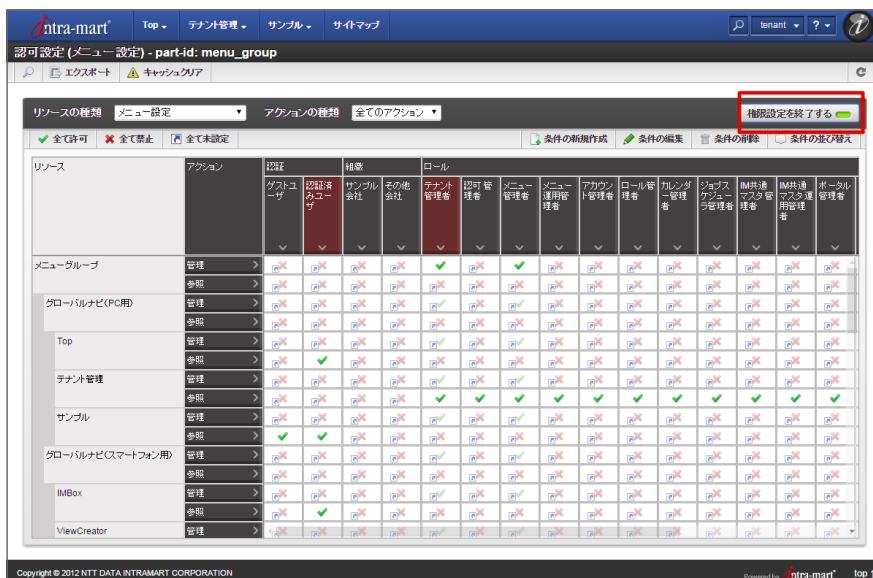 intra-mart Top テナント管理 サンプル サイトマップ tenant ?
認可設定 (メニュー設定) - part-id: menu_group
エクスポート キャッシュクリア
リソースの種類 メニュー設定 アクションの種類 全てのアクション 権限設定を終了する
全て許可 全て禁止 全て未設定 条件の新規作成 条件の編集 条件の削除 条件の並び替え
リソース アクション 認証 組織 ロール
ゲストユーザ 認証済みユーザ サンプル会社 その他会社 テナント管理者 認可管理者 メニュー管理者 メニュー運用管理者 アカウント管理者 ロール管理者 カレンダー管理者 ジョブスケジューラ管理者 IM共通マスタ管理者 IM共通マスタ運用管理者 ポータル管理者
メニューグループ 管理
参照
グローバルナビ(PC用) 管理
参照
Top 管理
参照
テナント管理 管理
参照
サンプル 管理
参照
グローバルナビ(スマートフォン用) 管理
参照
IMBox 管理
参照
ViewCreator 管理
Copyright © 2012 NTT DATA INTRAMART CORPORATION Powered by intra-mart top